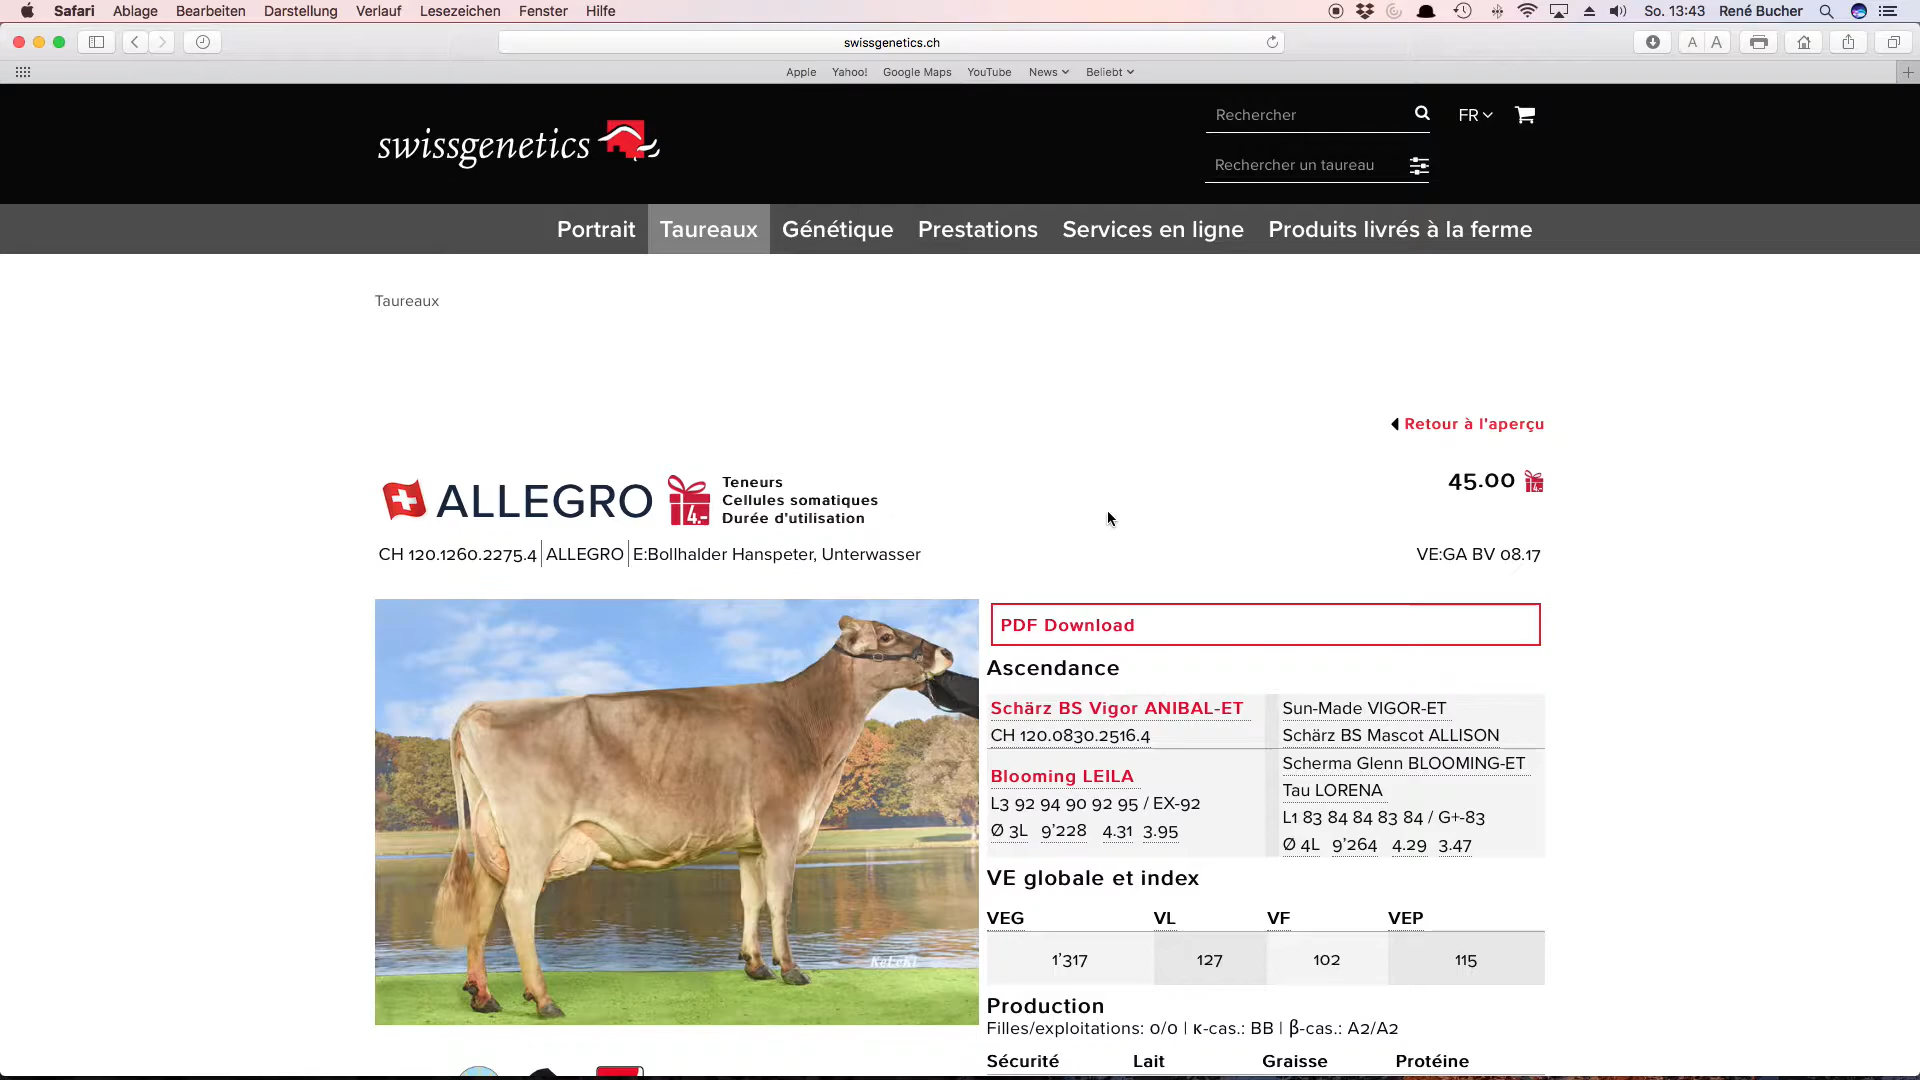 Safari Ablage Bearbeiten Darstellung Verlauf Lesezeichen Fenster Hilfe So. 13:43 René Bucher
swissgenetics.ch A A
Apple Yahoo! Google Maps YouTube News Beliebt
swissgenetics
Rechercher FR
Rechercher un taureau
Portrait Taureaux Génétique Prestations Services en ligne Produits livrés à la ferme
Taureaux
Retour à l'aperçu
ALLEGRO 4.-
Teneurs
Cellules somatiques
Durée d'utilisation
45.00 4.-
CH 120.1260.2275.4 ALLEGRO E:Bollhalder Hanspeter, Unterwasser VE:GA BV 08.17
KeLeKi
PDF Download
Ascendance
Schärz BS Vigor ANIBAL-ET Sun-Made VIGOR-ET
CH 120.0830.2516.4 Schärz BS Mascot ALLISON
Blooming LEILA Scherma Glenn BLOOMING-ET
L3 92 94 90 92 95 / EX-92 Tau LORENA
Ø 3L 9'228 4.31 3.95 L1 83 84 84 83 84 / G+-83
Ø 4L 9'264 4.29 3.47
VE globale et index
VEG VL VF VEP
1'317 127 102 115
Production
Filles/exploitations: 0/0 | κ-cas.: BB | β-cas.: A2/A2
Sécurité Lait Graisse Protéine